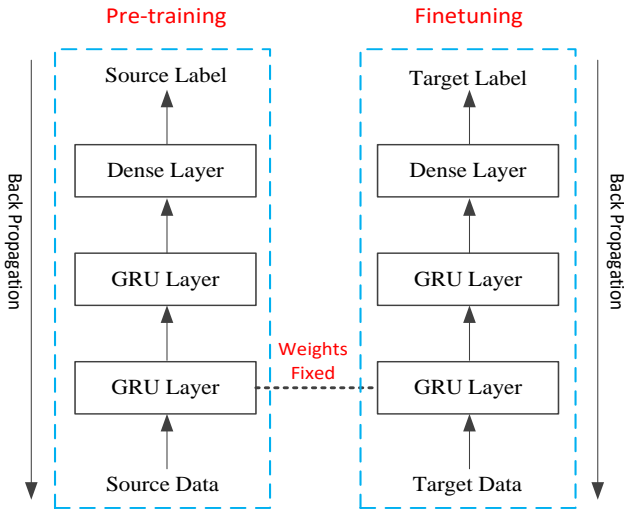 Pre-training
Finetuning
Source Label
Target Label
Dense Layer
Dense Layer
Back Propagation
Back Propagation
GRU Layer
GRU Layer
Weights
Fixed
GRU Layer
GRU Layer
Source Data
Target Data